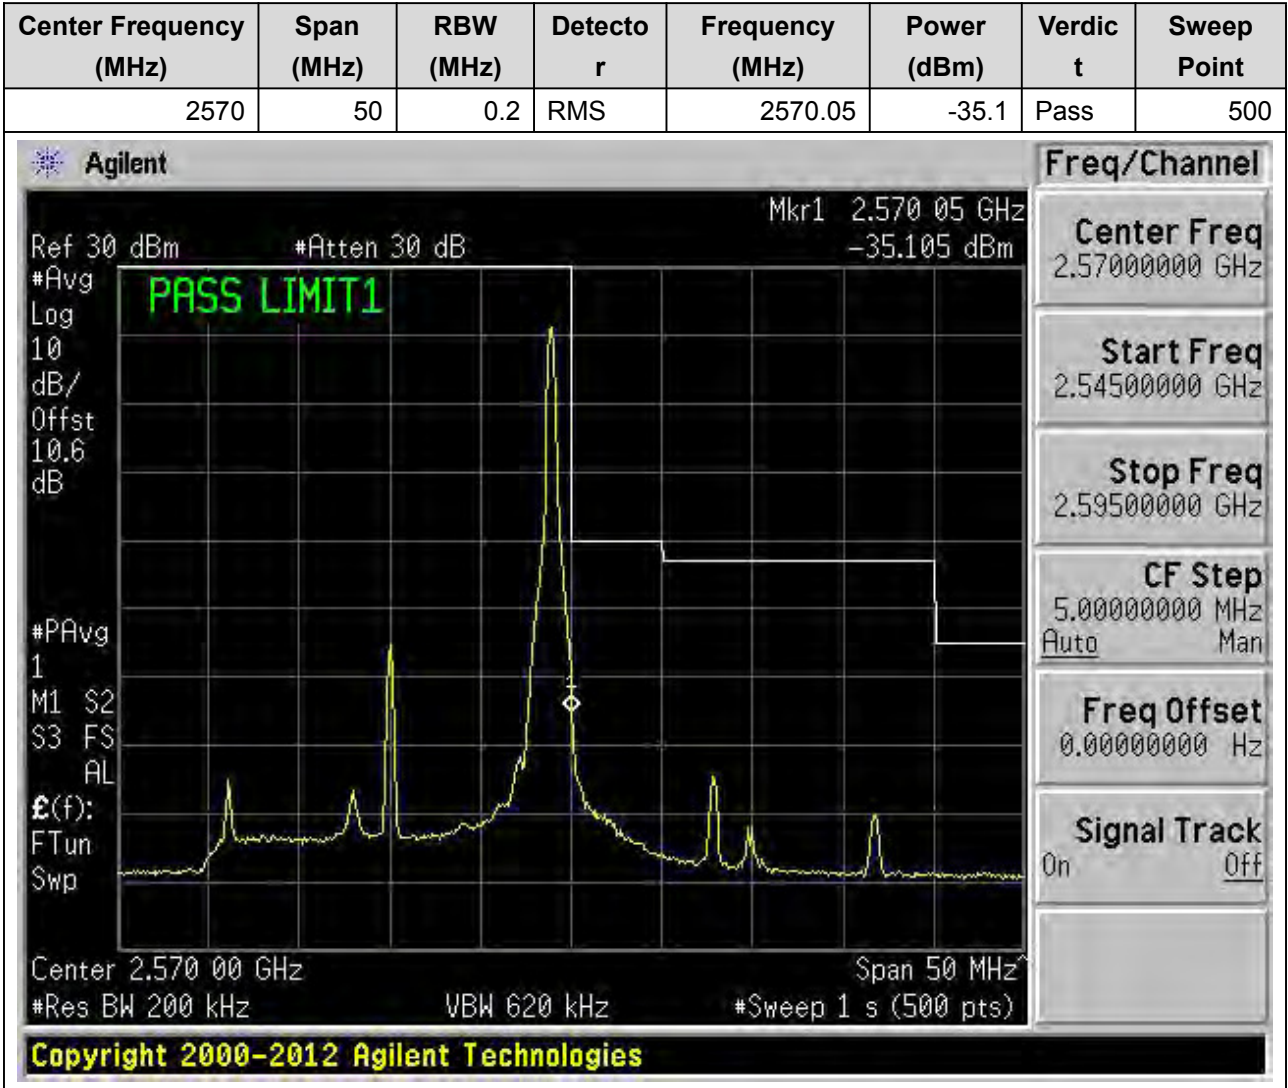 Center Frequency (MHz) Span (MHz) RBW (MHz) Detecto r Frequency (MHz) Power (dBm) Verdic t Sweep Point
2570 50 0.2 RMS 2570.05 -35.1 Pass 500
Agilent
Freq/Channel
Mkr1 2.570 05 GHz
Ref 30 dBm #Atten 30 dB -35.105 dBm
#Avg
Log
10
dB/
Offst
10.6
dB
PASS LIMIT1
#PAvg
1
M1 S2
S3 FS
AL
£(f):
FTun
Swp
1
Center 2.570 00 GHz Span 50 MHz^
#Res BW 200 kHz VBW 620 kHz #Sweep 1 s (500 pts)
Center Freq
2.57000000 GHz
Start Freq
2.54500000 GHz
Stop Freq
2.59500000 GHz
CF Step
5.00000000 MHz
Auto Man
Freq Offset
0.00000000 Hz
Signal Track
On Off
Copyright 2000-2012 Agilent Technologies